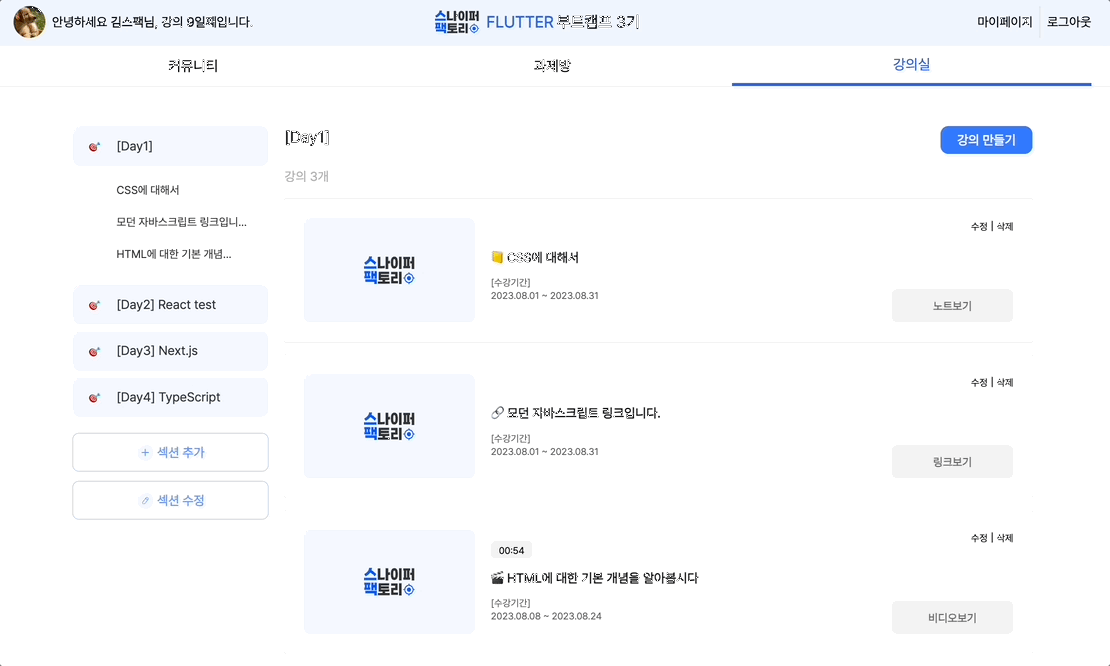 안녕하세요 길스팩님, 강의 9일째입니다.
스나이퍼 팩토리 FLUTTER 부트캠프 3기
마이페이지 로그아웃
커뮤니티 과제방 강의실
[Day1]
CSS에 대해서
모던 자바스크립트 링크입니...
HTML에 대한 기본 개념...
[Day2] React test
[Day3] Next.js
[Day4] TypeScript
+ 섹션 추가
섹션 수정
[Day1]
강의 만들기
강의 3개
수정 | 삭제
스나이퍼
팩토리
CSS에 대해서
[수강기간]
2023.08.01 ~ 2023.08.31
노트보기
수정 | 삭제
스나이퍼
팩토리
모던 자바스크립트 링크입니다.
[수강기간]
2023.08.01 ~ 2023.08.31
링크보기
수정 | 삭제
스나이퍼
팩토리
00:54
HTML에 대한 기본 개념을 알아봅시다
[수강기간]
2023.08.08 ~ 2023.08.24
비디오보기